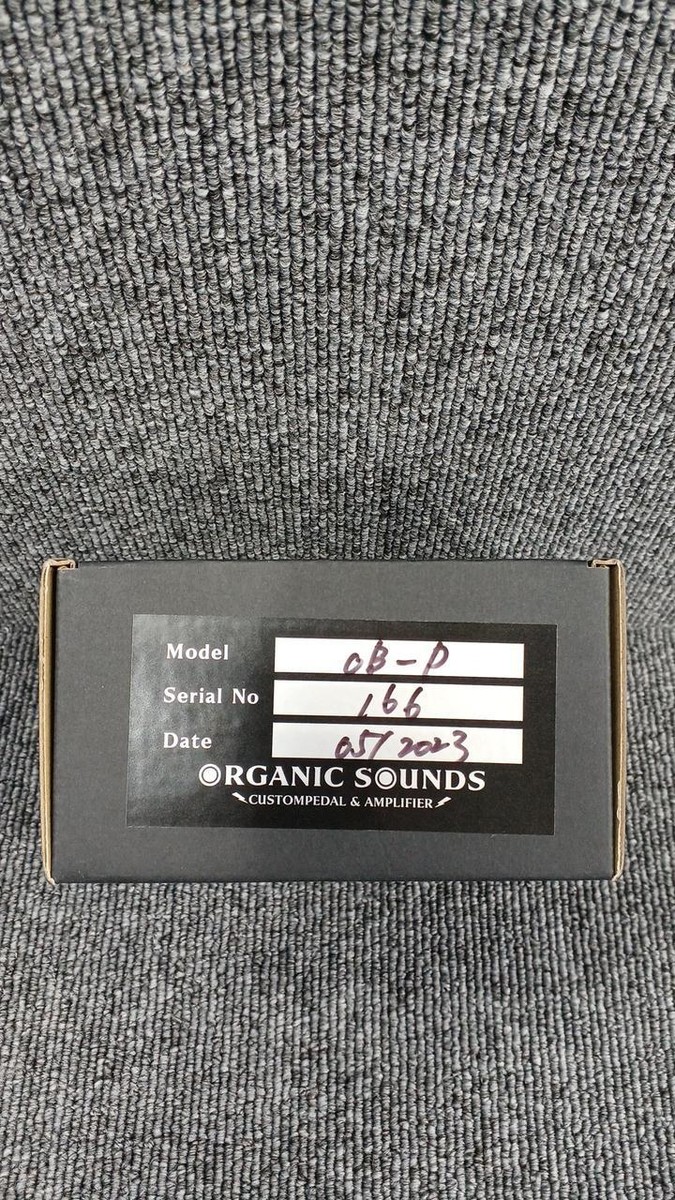 Model OB-D
Serial No 166
Date 05/2023
ORGANIC SOUNDS
CUSTOMPEDAL & AMPLIFIER